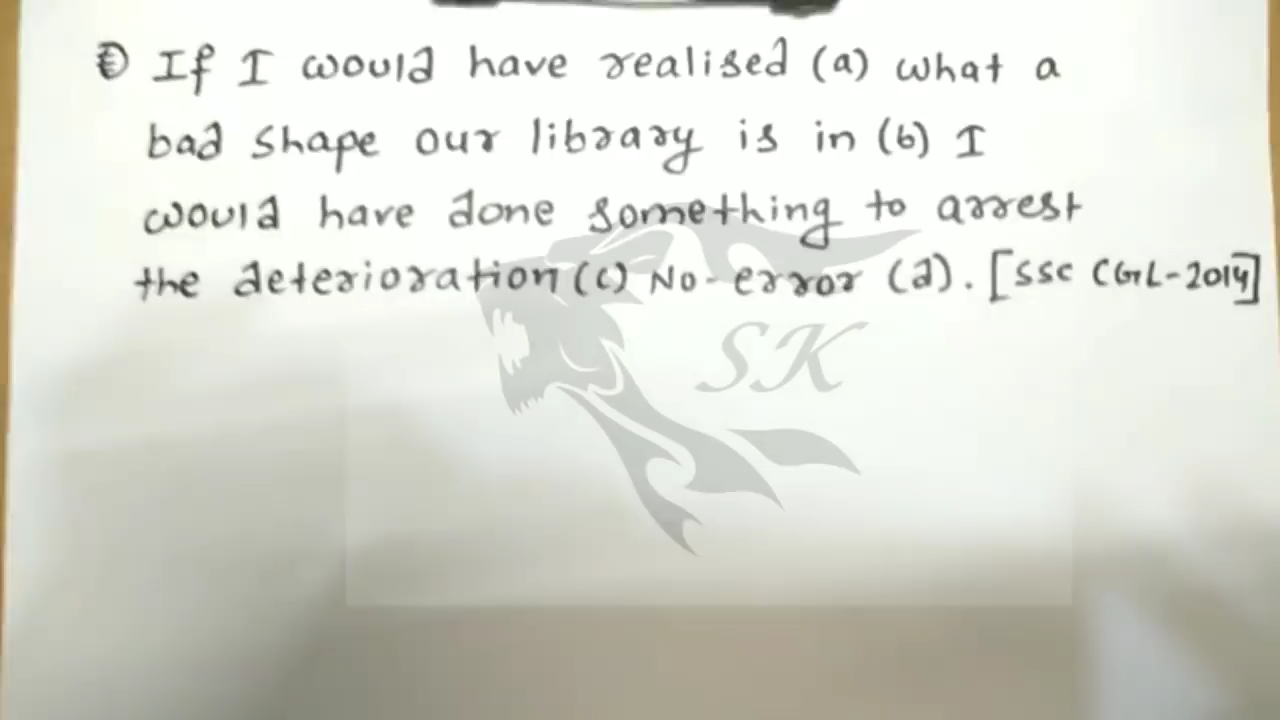 ① If I would have realised (a) what a
bad shape our library is in (b) I
would have done something to arrest
the deterioration (c) No-error (d). [SSC CGL-2014]
SK